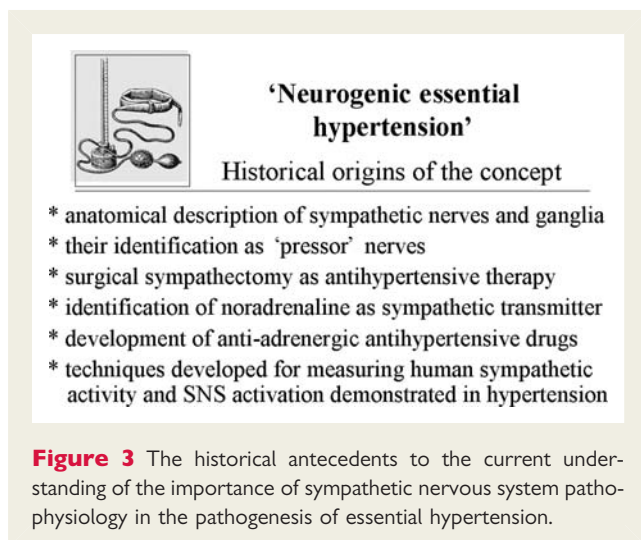 ‘Neurogenic essential
hypertension’
Historical origins of the concept
* anatomical description of sympathetic nerves and ganglia
* their identification as ‘pressor’ nerves
* surgical sympathectomy as antihypertensive therapy
* identification of noradrenaline as sympathetic transmitter
* development of anti-adrenergic antihypertensive drugs
* techniques developed for measuring human sympathetic
activity and SNS activation demonstrated in hypertension
Figure 3 The historical antecedents to the current under-
standing of the importance of sympathetic nervous system patho-
physiology in the pathogenesis of essential hypertension.